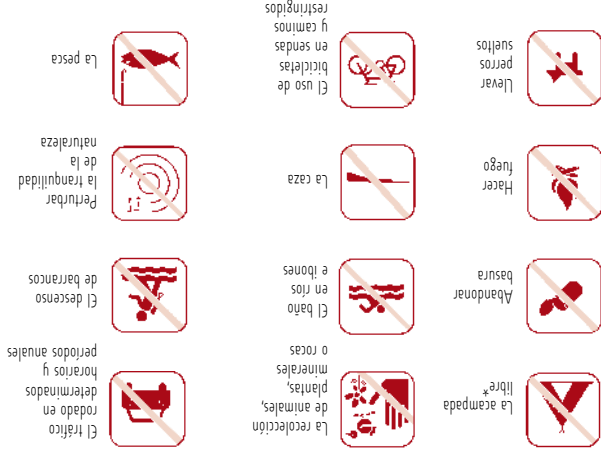 La acampada
libre*
La recolección
de animales,
plantas,
minerales
o rocas
El tráfico
rodado en
determinados
horarios y
períodos anuales
Abandonar
basura
El baño
en ríos
e ibones
El descenso
de barrancos
Hacer
fuego
La caza
Perturbar
la tranquilidad
de la
naturaleza
Llevar
perros
sueltos
El uso de
bicicletas
en sendas
y caminos
restringidos
La pesca